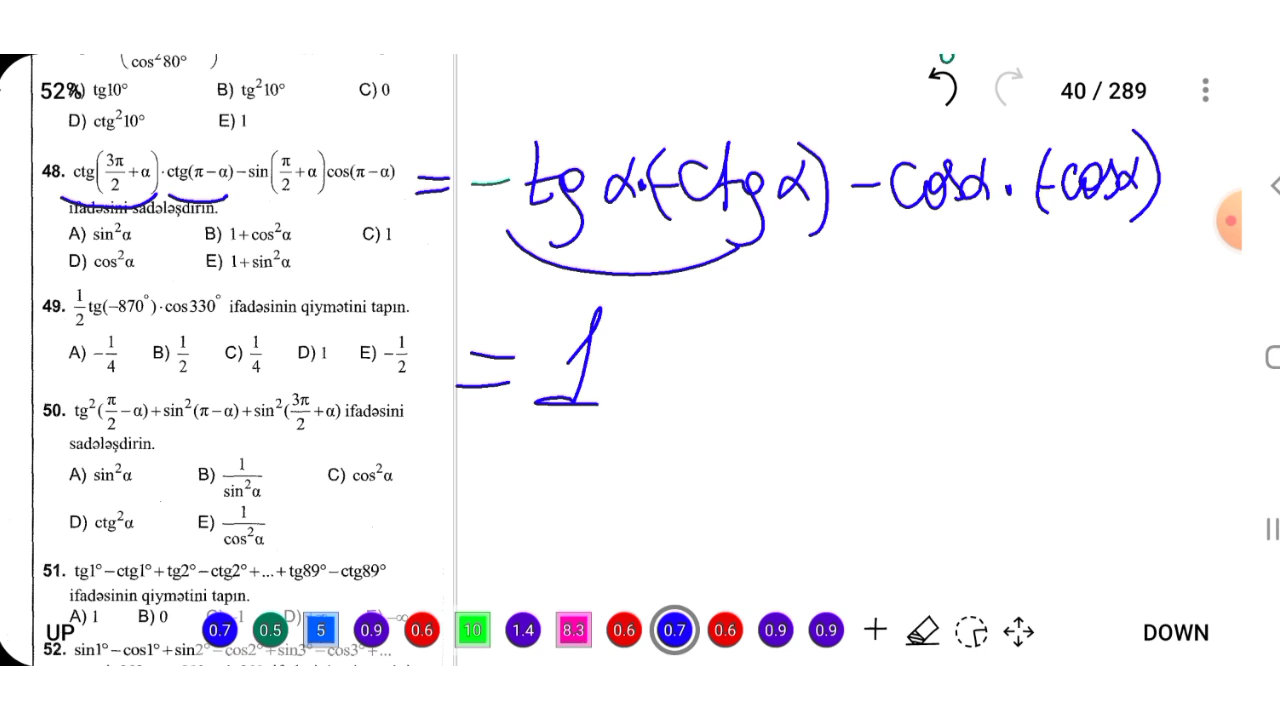 (cos²80°)
52%) tg10° B) tg²10° C) 0
D) ctg²10° E) 1
48. ctg(3π/2+α)·ctg(π−α)−sin(π/2+α)cos(π−α)
ifadəsini sadələşdirin.
A) sin²α B) 1+cos²α C) 1
D) cos²α E) 1+sin²α
49. 1/2 tg(−870°)·cos330° ifadəsinin qiymətini tapın.
A) −1/4 B) 1/2 C) 1/4 D) 1 E) −1/2
50. tg²(π/2−α)+sin²(π−α)+sin²(3π/2+α) ifadəsini
sadələşdirin.
A) sin²α B) 1/sin²α C) cos²α
D) ctg²α E) 1/cos²α
51. tg1°−ctg1°+tg2°−ctg2°+...+tg89°−ctg89°
ifadəsinin qiymətini tapın.
A) 1 B) 0
52. sin1°−cos1°+sin2°−cos2°+sin3°−cos3°+...
40 / 289
= − tg α·(−ctg α) − cosα · (−cosα)
= 1
UP 0.7 0.5 5 0.9 0.6 10 1.4 8.3 0.6 0.7 0.6 0.9 0.9 + DOWN